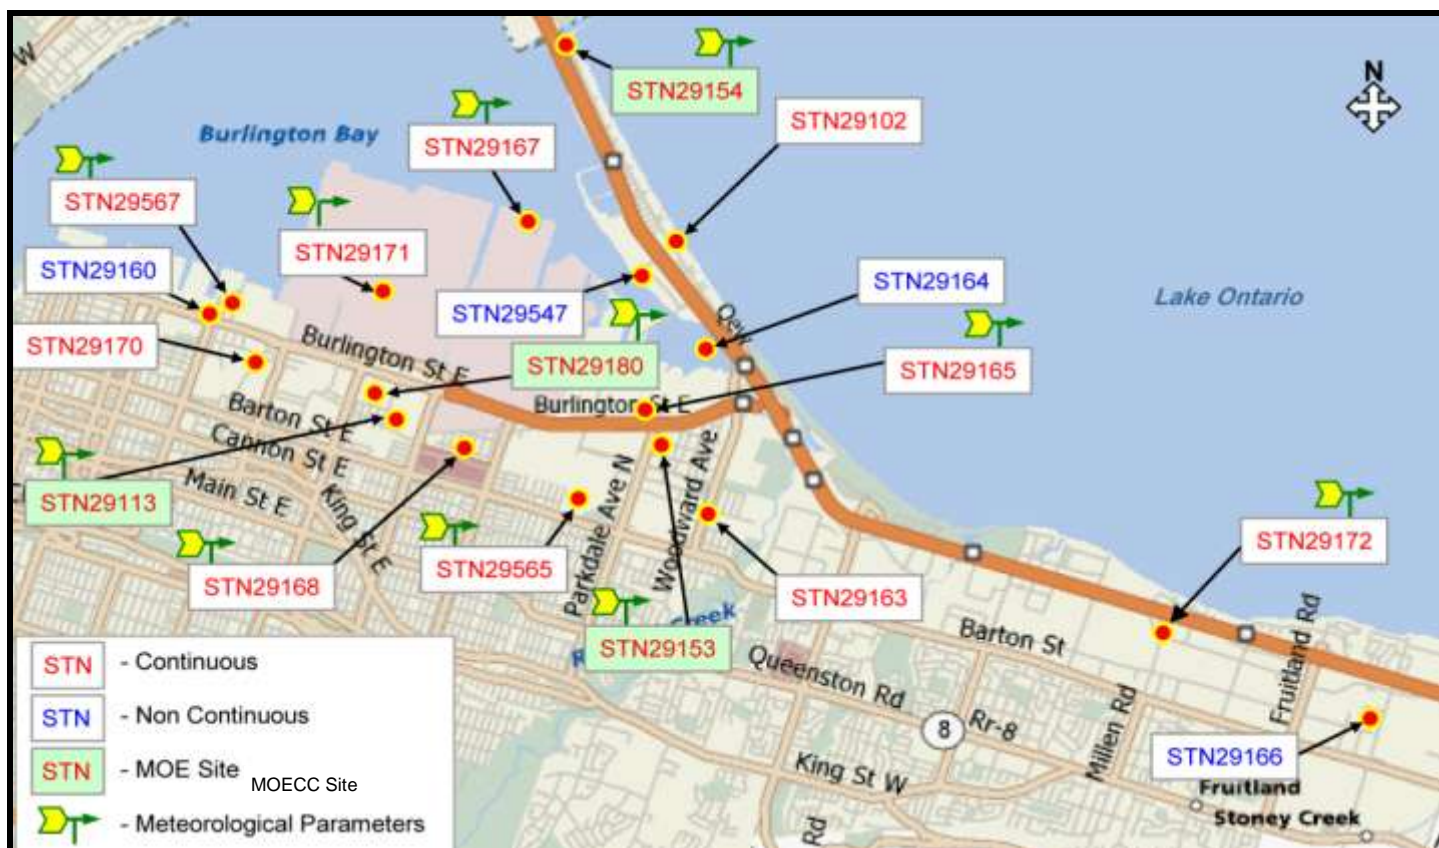 W
N
STN29154
STN29102
Burlington Bay
STN29167
STN29567
STN29171
STN29160
STN29164
Lake Ontario
STN29547
Qew
STN29170
Burlington St E
STN29180
STN29165
Burlington St E
Barton St E
Cannon St E
Main St E
King St E
STN29113
Parkdale Ave N
Woodward Ave
STN29172
STN29168
STN29565
STN29163
Creek
STN29153
Barton St
Queenston Rd
Fruitland Rd
Millen Rd
8
Rr-8
STN29166
King St W
Fruitland
Stoney Creek
Rd
STN - Continuous
STN - Non Continuous
STN - MOE Site
MOECC Site
- Meteorological Parameters